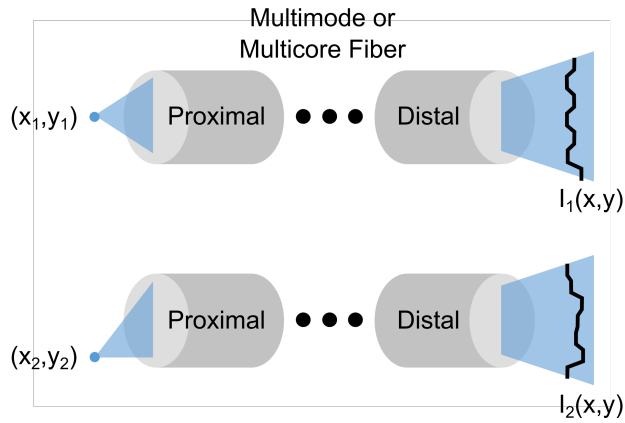 Multimode or
Multicore Fiber
(x₁,y₁) Proximal Distal
I₁(x,y)
(x₂,y₂) Proximal Distal
I₂(x,y)